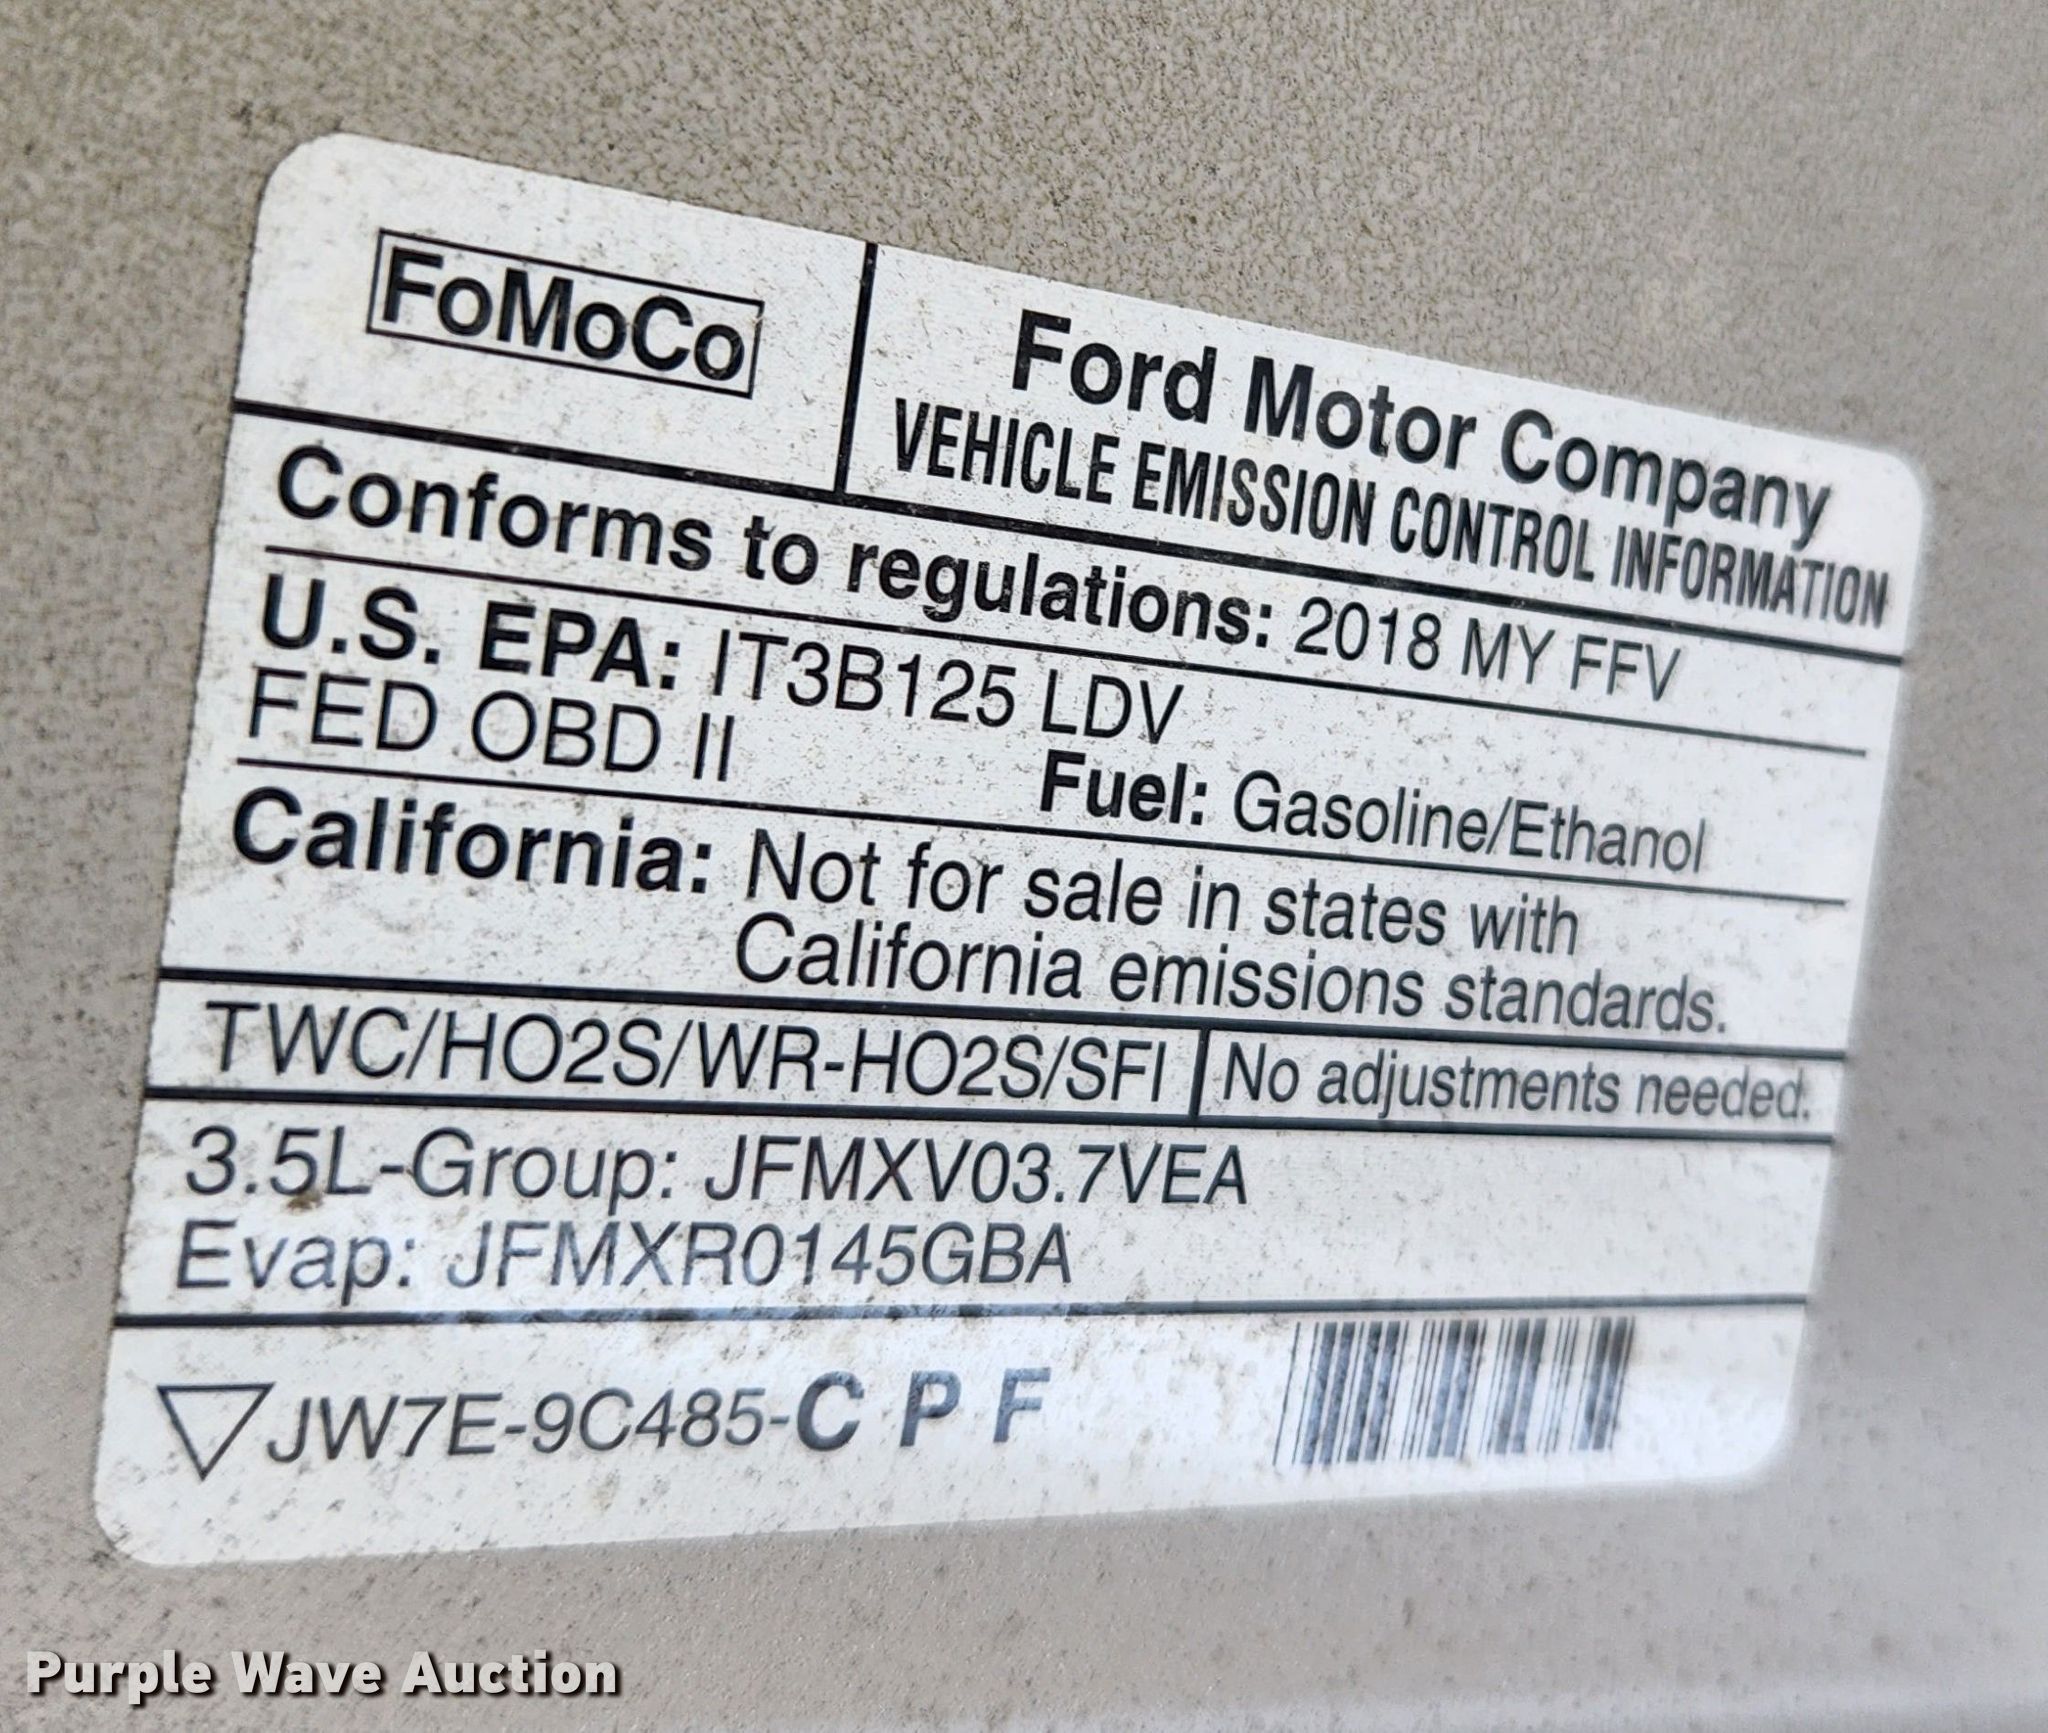 FoMoCo
Ford Motor Company
VEHICLE EMISSION CONTROL INFORMATION
Conforms to regulations: 2018 MY FFV
U.S. EPA: IT3B125 LDV
FED OBD II Fuel: Gasoline/Ethanol
California: Not for sale in states with
California emissions standards.
TWC/HO2S/WR-HO2S/SFI No adjustments needed.
3.5L-Group: JFMXV03.7VEA
Evap: JFMXR0145GBA
JW7E-9C485-C P F
Purple Wave Auction